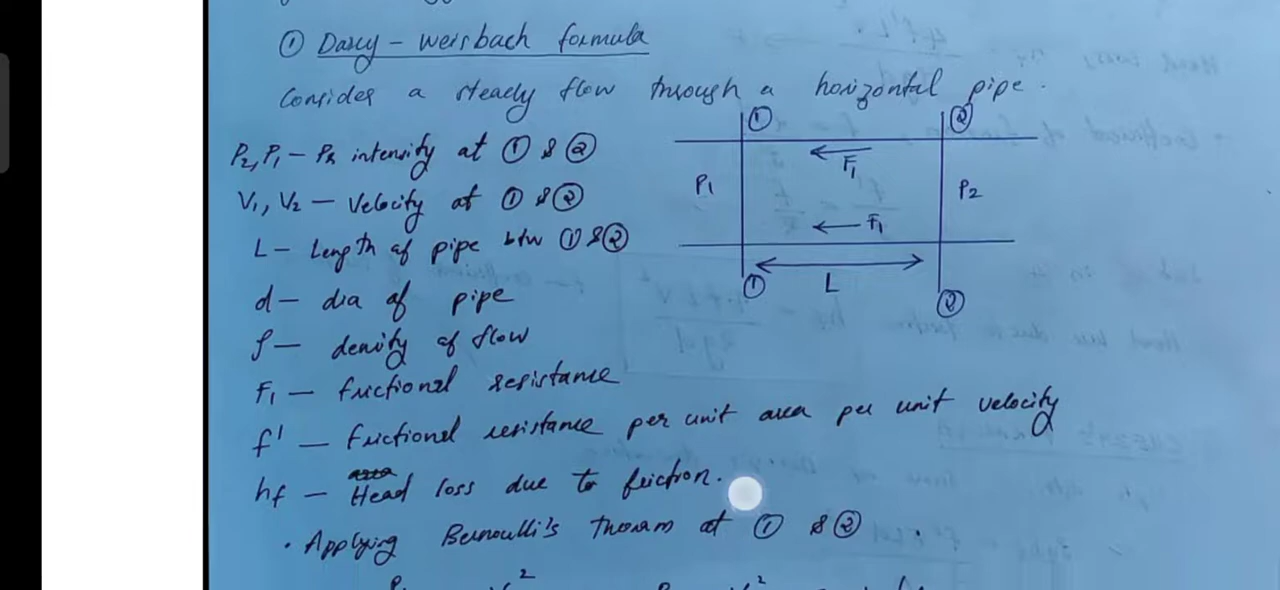 ① Darcy - Weisbach formula
Consider a steady flow through a horizontal pipe.
P2, P1 - Pr intensity at ① & ②
V1, V2 - Velocity at ① & ②
L - Length of pipe btw ① & ②
d - dia of pipe
ρ - density of flow
F1 - frictional resistance
f' - frictional resistance per unit area per unit velocity
hf - Head loss due to friction.
· Applying Bernoulli's theoram at ① & ②
① ②
F1
P1 P2
F1
L
① ②